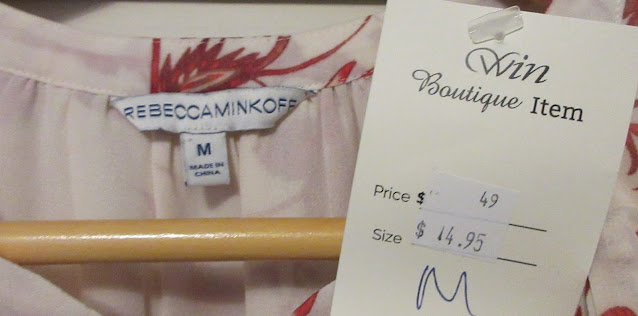 REBECCAMINKOFF
M
MADE IN
CHINA
Win
Boutique Item
Price $ 49
Size $ 14.95
M